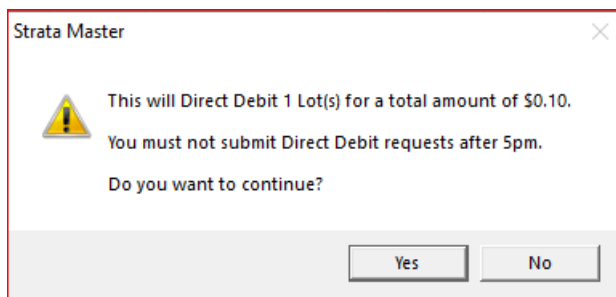 Strata Master
This will Direct Debit 1 Lot(s) for a total amount of $0.10.
You must not submit Direct Debit requests after 5pm.
Do you want to continue?
Yes
No